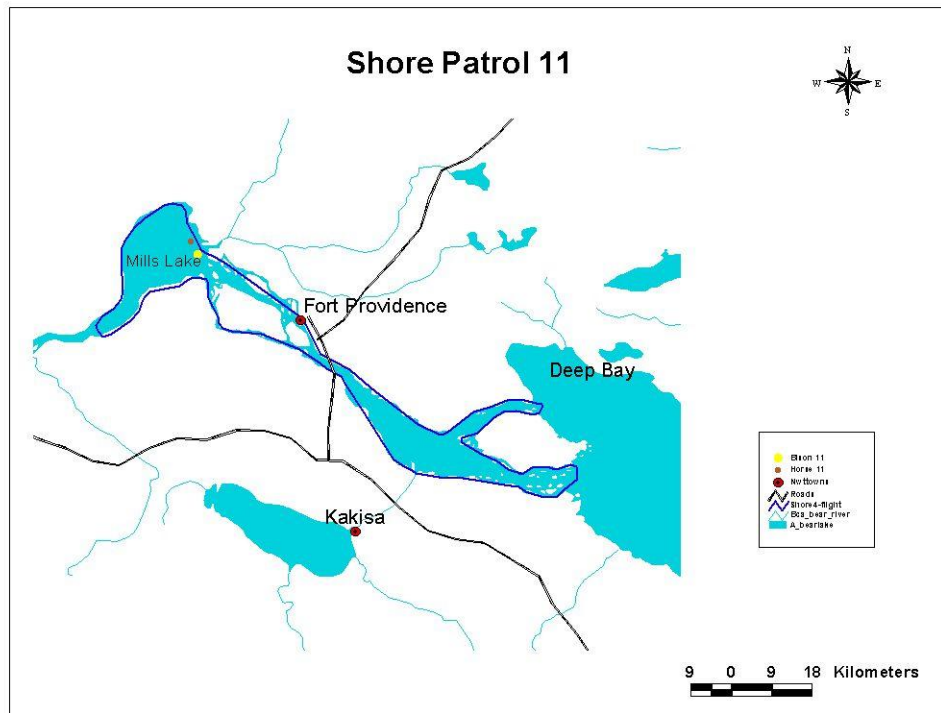 Shore Patrol 11
N
W E
S
Mills Lake
Fort Providence
Deep Bay
Kakisa
Bison 11
Horse 11
Nwttowns
Roads
Shore4-flight
Bcs_bear_river
A_bearlake
9 0 9 18 Kilometers